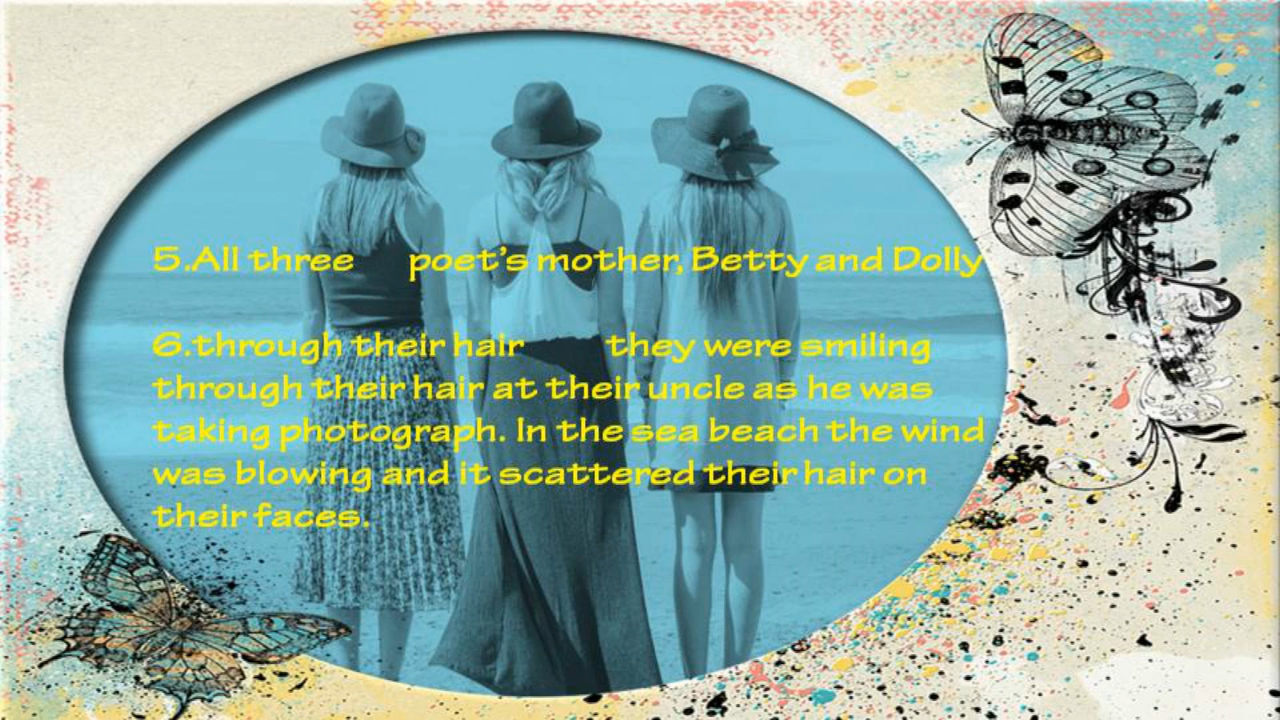 5.All three poet's mother, Betty and Dolly
6.through their hair they were smiling
through their hair at their uncle as he was
taking photograph. In the sea beach the wind
was blowing and it scattered their hair on
their faces.